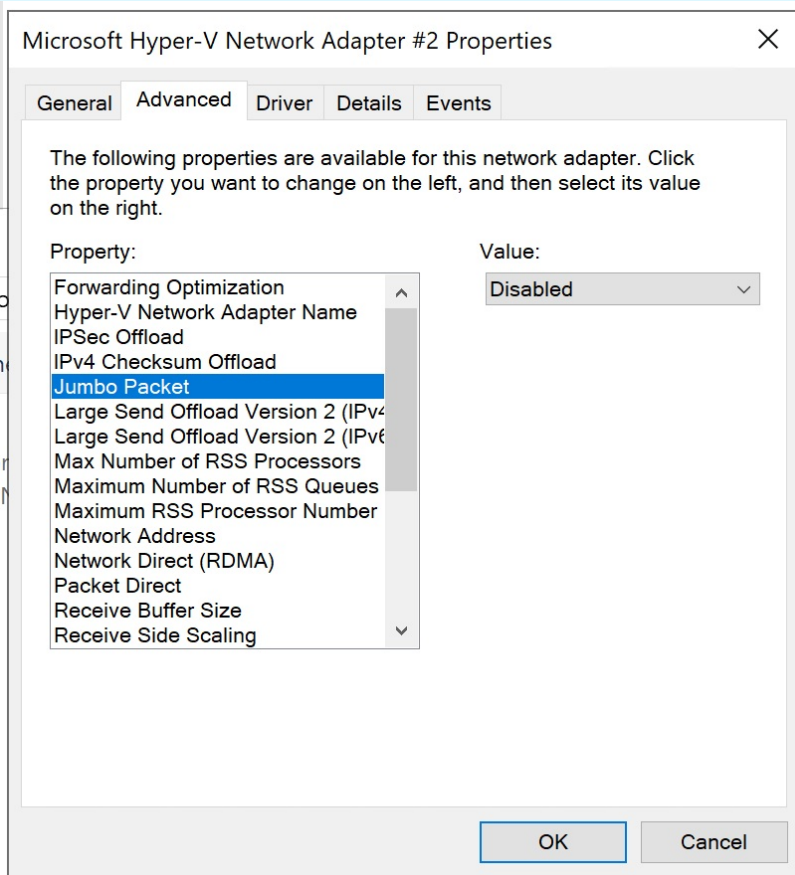 Microsoft Hyper-V Network Adapter #2 Properties
General Advanced Driver Details Events
The following properties are available for this network adapter. Click
the property you want to change on the left, and then select its value
on the right.
Property: Value:
Forwarding Optimization Disabled
Hyper-V Network Adapter Name
IPSec Offload
IPv4 Checksum Offload
Jumbo Packet
Large Send Offload Version 2 (IPv4
Large Send Offload Version 2 (IPv6
Max Number of RSS Processors
Maximum Number of RSS Queues
Maximum RSS Processor Number
Network Address
Network Direct (RDMA)
Packet Direct
Receive Buffer Size
Receive Side Scaling
OK Cancel